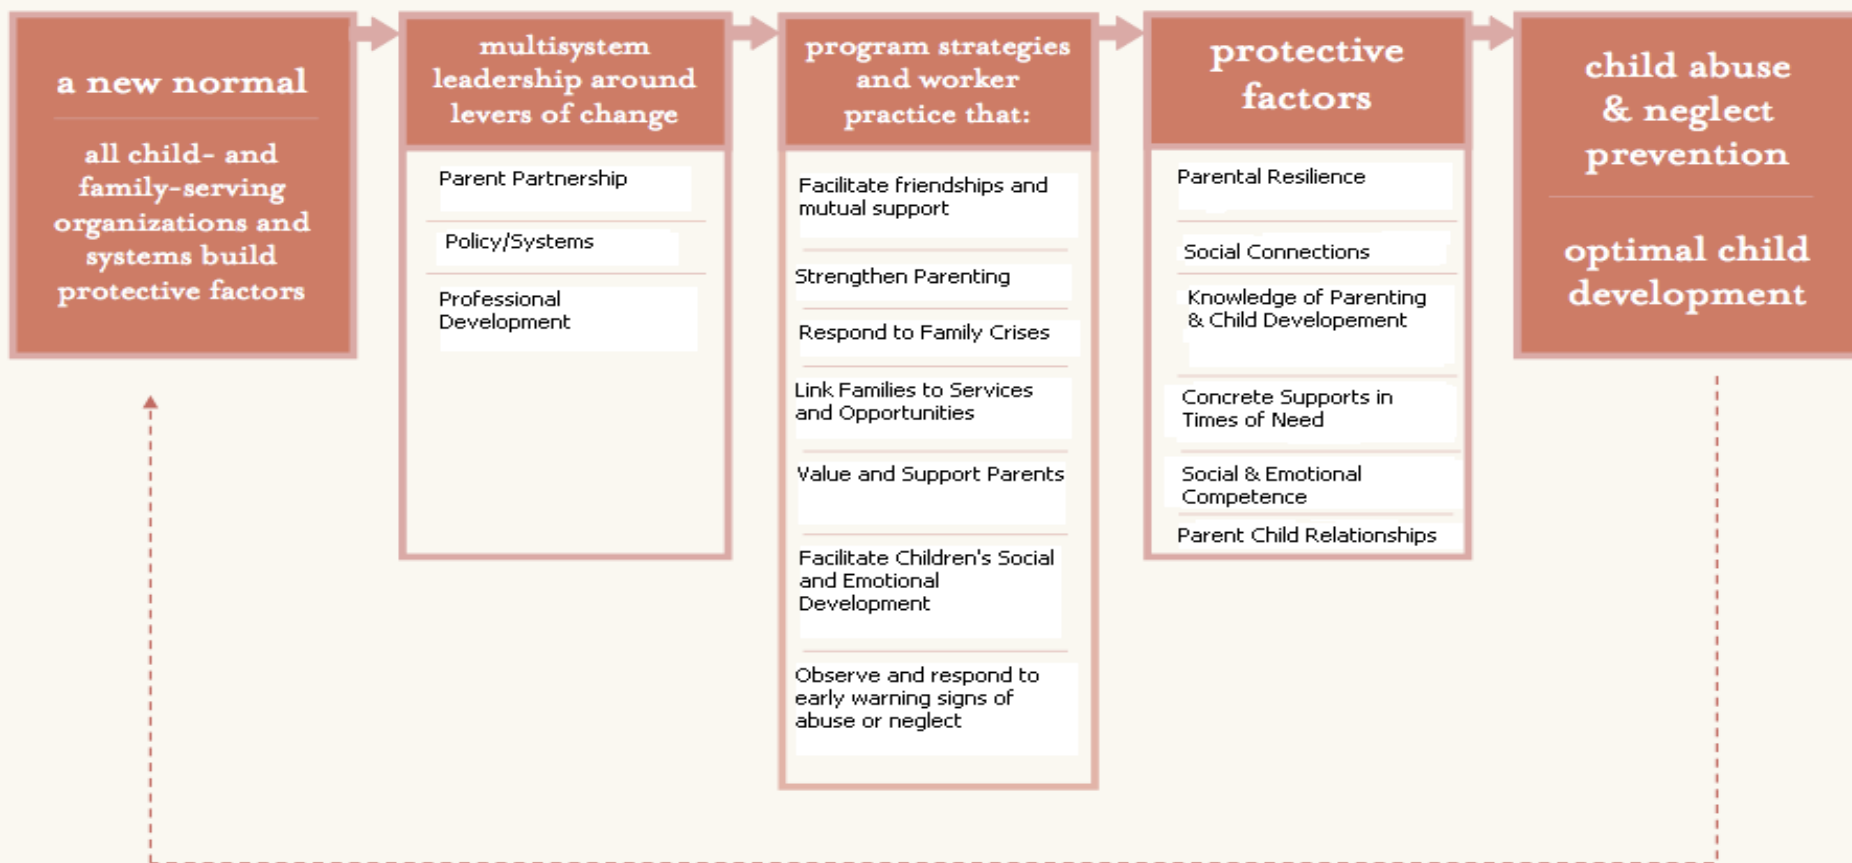 a new normal
all child- and
family-serving
organizations and
systems build
protective factors
multisystem
leadership around
levers of change
Parent Partnership
Policy/Systems
Professional
Development
program strategies
and worker
practice that:
Facilitate friendships and
mutual support
Strengthen Parenting
Respond to Family Crises
Link Families to Services
and Opportunities
Value and Support Parents
Facilitate Children's Social
and Emotional
Development
Observe and respond to
early warning signs of
abuse or neglect
protective
factors
Parental Resilience
Social Connections
Knowledge of Parenting
& Child Developement
Concrete Supports in
Times of Need
Social & Emotional
Competence
Parent Child Relationships
child abuse
& neglect
prevention
optimal child
development